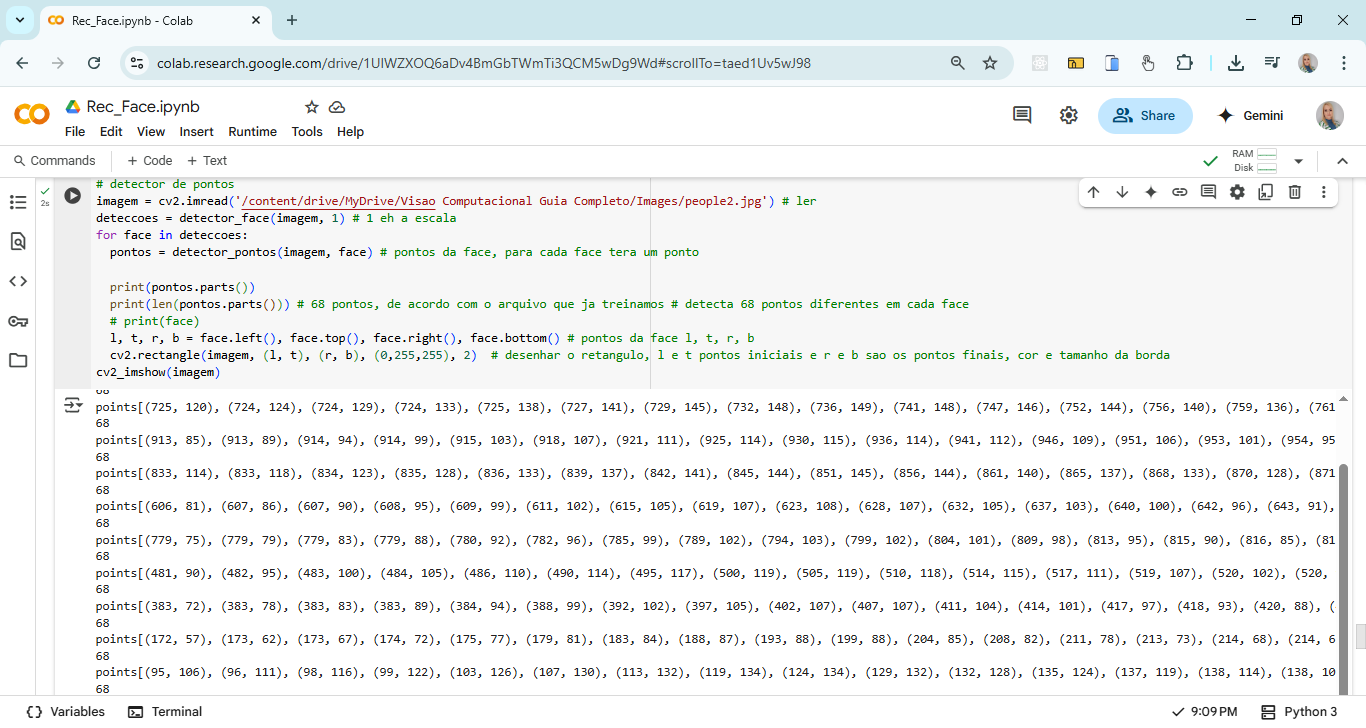 Rec_Face.ipynb - Colab
colab.research.google.com/drive/1UlWZXOQ6aDv4BmGbTWmTi3QCM5wDg9Wd#scrollTo=taed1Uv5wJ98
Rec_Face.ipynb
File Edit View Insert Runtime Tools Help
Share
Gemini
Commands + Code + Text
RAM
Disk
2s
# detector de pontos
imagem = cv2.imread('/content/drive/MyDrive/Visao Computacional Guia Completo/Images/people2.jpg') # ler
deteccoes = detector_face(imagem, 1) # 1 eh a escala
for face in deteccoes:
  pontos = detector_pontos(imagem, face) # pontos da face, para cada face tera um ponto
  print(pontos.parts())
  print(len(pontos.parts())) # 68 pontos, de acordo com o arquivo que ja treinamos # detecta 68 pontos diferentes em cada face
  # print(face)
  l, t, r, b = face.left(), face.top(), face.right(), face.bottom() # pontos da face l, t, r, b
  cv2.rectangle(imagem, (l, t), (r, b), (0,255,255), 2)  # desenhar o retangulo, l e t pontos iniciais e r e b sao os pontos finais, cor e tamanho da borda
cv2_imshow(imagem)
68
points[(725, 120), (724, 124), (724, 129), (724, 133), (725, 138), (727, 141), (729, 145), (732, 148), (736, 149), (741, 148), (747, 146), (752, 144), (756, 140), (759, 136), (761
68
points[(913, 85), (913, 89), (914, 94), (914, 99), (915, 103), (918, 107), (921, 111), (925, 114), (930, 115), (936, 114), (941, 112), (946, 109), (951, 106), (953, 101), (954, 95
68
points[(833, 114), (833, 118), (834, 123), (835, 128), (836, 133), (839, 137), (842, 141), (845, 144), (851, 145), (856, 144), (861, 140), (865, 137), (868, 133), (870, 128), (871
68
points[(606, 81), (607, 86), (607, 90), (608, 95), (609, 99), (611, 102), (615, 105), (619, 107), (623, 108), (628, 107), (632, 105), (637, 103), (640, 100), (642, 96), (643, 91),
68
points[(779, 75), (779, 79), (779, 83), (779, 88), (780, 92), (782, 96), (785, 99), (789, 102), (794, 103), (799, 102), (804, 101), (809, 98), (813, 95), (815, 90), (816, 85), (81
68
points[(481, 90), (482, 95), (483, 100), (484, 105), (486, 110), (490, 114), (495, 117), (500, 119), (505, 119), (510, 118), (514, 115), (517, 111), (519, 107), (520, 102), (520,
68
points[(383, 72), (383, 78), (383, 83), (383, 89), (384, 94), (388, 99), (392, 102), (397, 105), (402, 107), (407, 107), (411, 104), (414, 101), (417, 97), (418, 93), (420, 88), (
68
points[(172, 57), (173, 62), (173, 67), (174, 72), (175, 77), (179, 81), (183, 84), (188, 87), (193, 88), (199, 88), (204, 85), (208, 82), (211, 78), (213, 73), (214, 68), (214, 6
68
points[(95, 106), (96, 111), (98, 116), (99, 122), (103, 126), (107, 130), (113, 132), (119, 134), (124, 134), (129, 132), (132, 128), (135, 124), (137, 119), (138, 114), (138, 10
68
Variables Terminal
9:09 PM Python 3